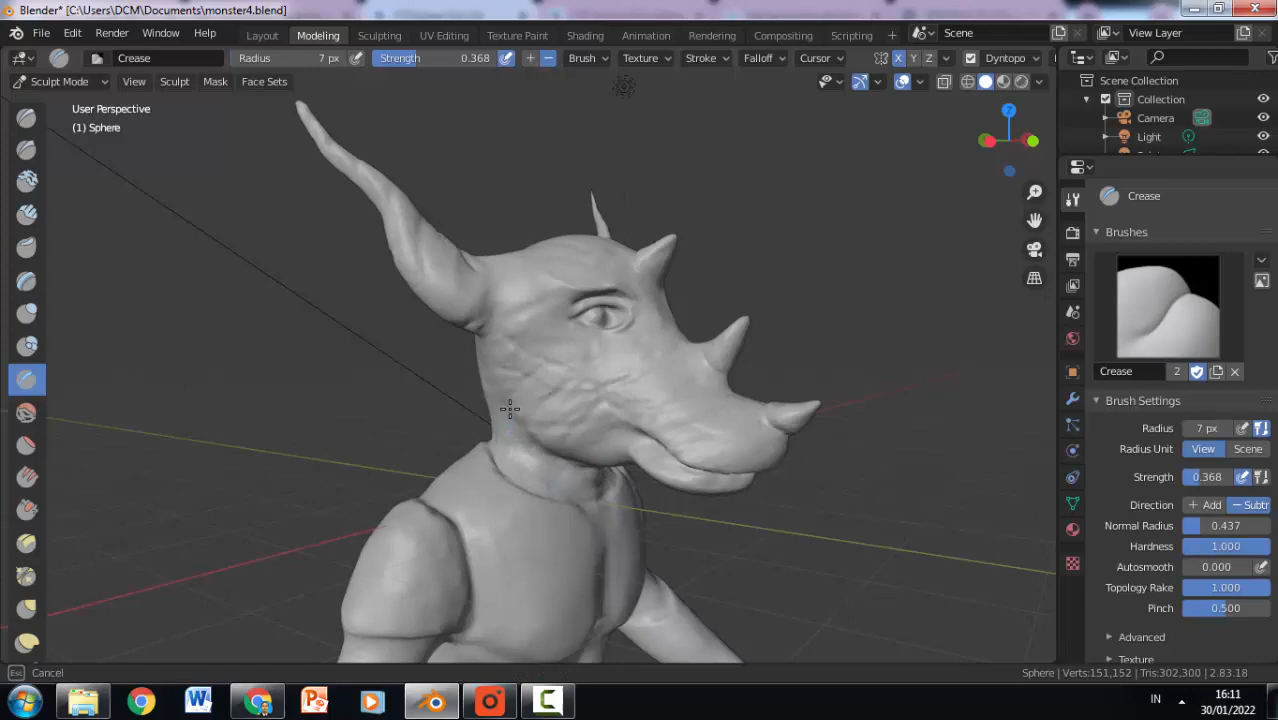 Blender* [C:\Users\DCM\Documents\monster4.blend]
File Edit Render Window Help Layout Modeling Sculpting UV Editing Texture Paint Shading Animation Rendering Compositing Scripting + Scene View Layer
Crease Radius 7 px Strength 0.368 Brush Texture Stroke Falloff Cursor X Y Z Dyntopo
Sculpt Mode View Sculpt Mask Face Sets
User Perspective
(1) Sphere
Z
Scene Collection
Collection
Camera
Light
Crease
Brushes
Crease 2
Brush Settings
Radius 7 px
Radius Unit View Scene
Strength 0.368
Direction + Add − Subtr
Normal Radius 0.437
Hardness 1.000
Autosmooth 0.000
Topology Rake 1.000
Pinch 0.500
Advanced
Texture
Esc Cancel
Sphere | Verts:151,152 | Tris:302,300 | 2.83.18
IN
16:11
30/01/2022